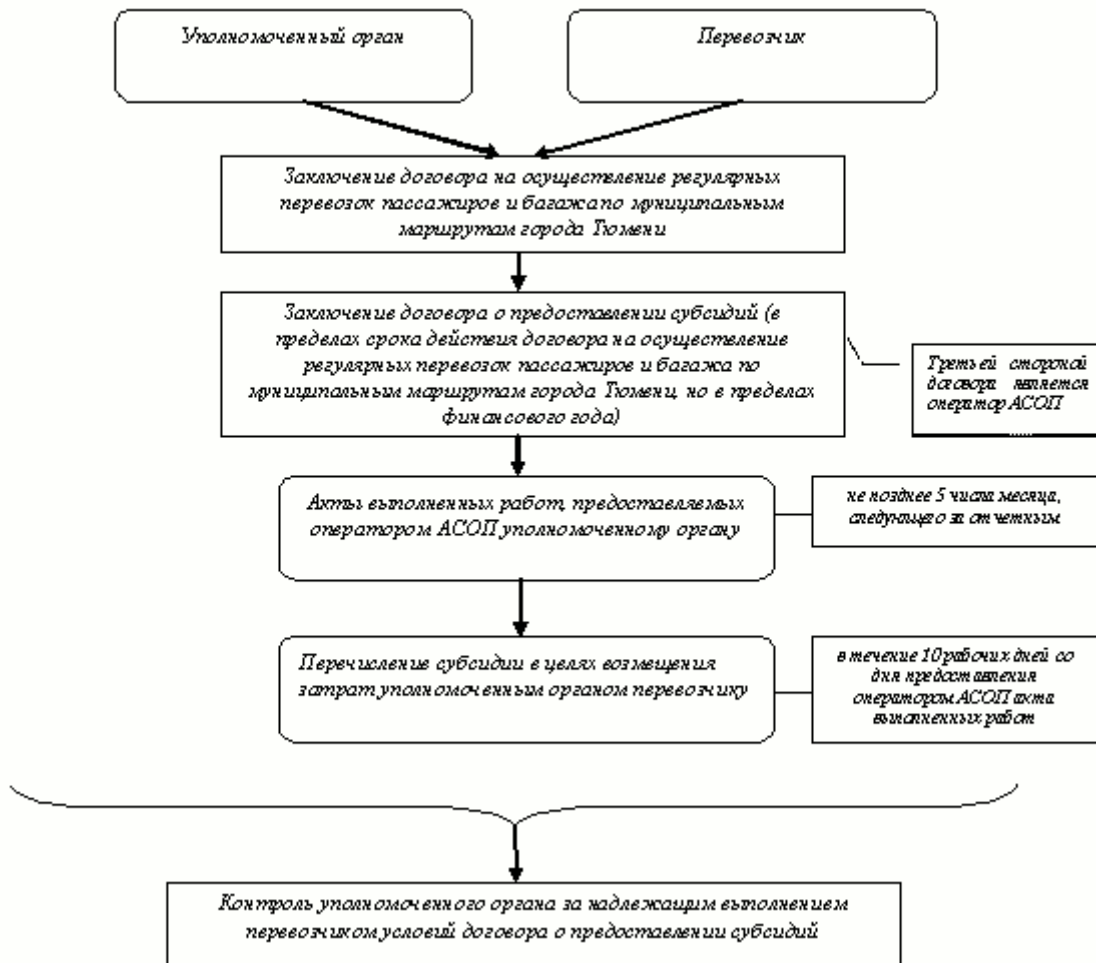 Уполномоченный орган
Перевозчик
Заключение договора на осуществление регулярных
перевозок пассажиров и багажа по муниципальным
маршрутам города Тюмени
Заключение договора о предоставлении субсидий (в
пределах срока действия договора на осуществление
регулярных перевозок пассажиров и багажа по
муниципальным маршрутам города Тюмени, но в пределах
финансового года)
Третьей стороной
договора является
оператор АСОП
Акты выполненных работ, предоставляемых
оператором АСОП уполномоченному органу
не позднее 5 числа месяца,
следующего за отчетным
Перечисление субсидии в целях возмещения
затрат уполномоченным органом перевозчику
в течение 10 рабочих дней со
дня предоставления
оператором АСОП акта
выполненных работ
Контроль уполномоченного органа за надлежащим выполнением
перевозчиком условий договора о предоставлении субсидий